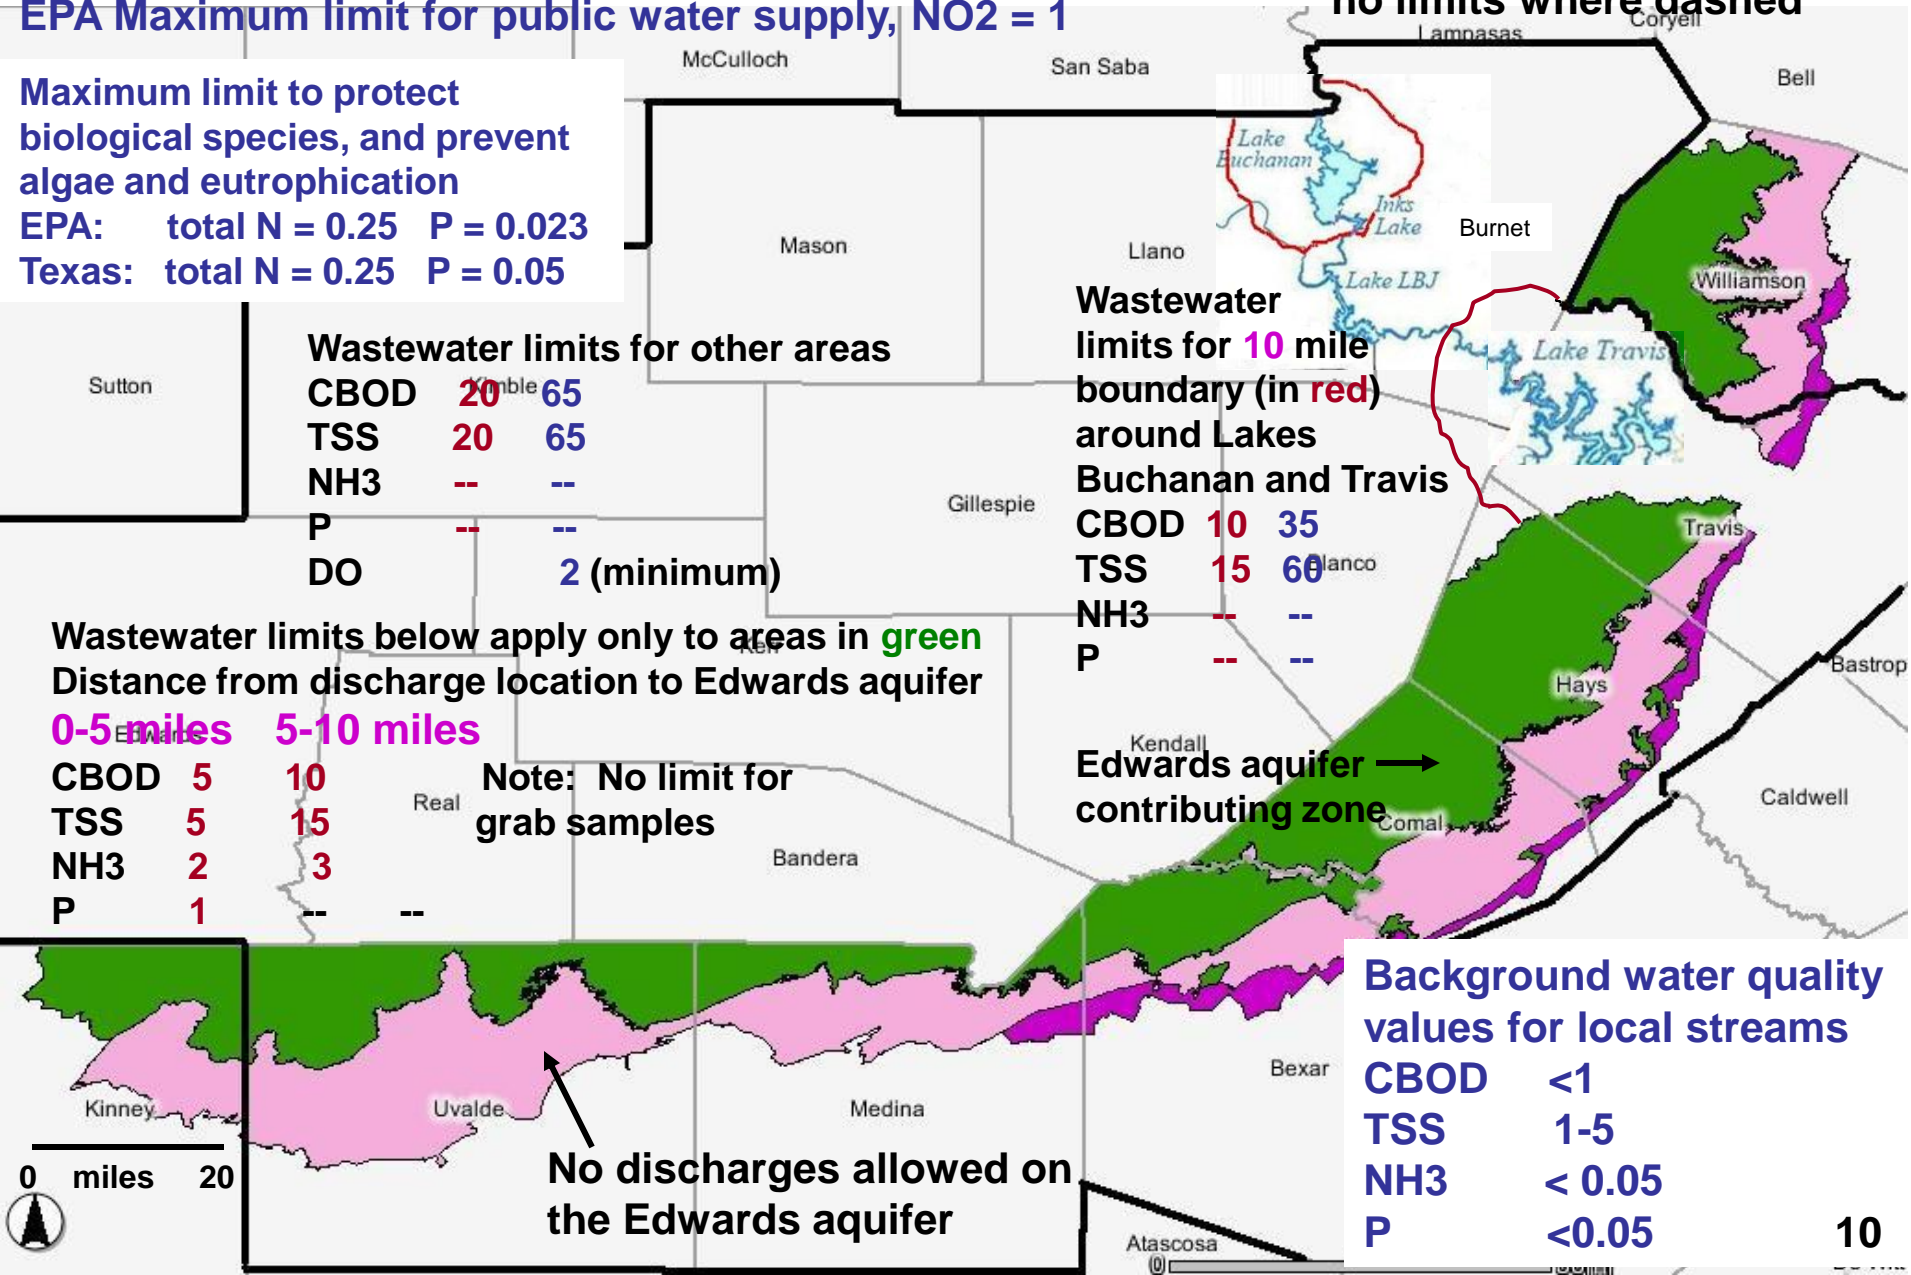 EPA Maximum limit for public water supply, NO2 = 1
no limits where dashed
Coryell
Lampasas
McCulloch
San Saba
Bell
Maximum limit to protect
biological species, and prevent
algae and eutrophication
EPA: total N = 0.25 P = 0.023
Texas: total N = 0.25 P = 0.05
Lake
Buchanan
Inks
Lake
Burnet
Mason
Llano
Lake LBJ
Williamson
Lake Travis
Wastewater limits for other areas
CBOD 20 65
TSS 20 65
NH3 -- --
P -- --
DO 2 (minimum)
Sutton
Kimble
Wastewater
limits for 10 mile
boundary (in red)
around Lakes
Buchanan and Travis
CBOD 10 35
TSS 15 60
NH3 -- --
P -- --
Gillespie
Blanco
Travis
Wastewater limits below apply only to areas in green
Distance from discharge location to Edwards aquifer
0-5 miles 5-10 miles
CBOD 5 10
TSS 5 15
NH3 2 3
P 1 -- --
Note: No limit for
grab samples
Kerr
Edwards
Real
Bandera
Kendall
Edwards aquifer
contributing zone
Hays
Bastrop
Comal
Caldwell
Kinney
Uvalde
Medina
Bexar
0 miles 20
No discharges allowed on
the Edwards aquifer
Atascosa
0
Background water quality
values for local streams
CBOD <1
TSS 1-5
NH3 < 0.05
P <0.05
10